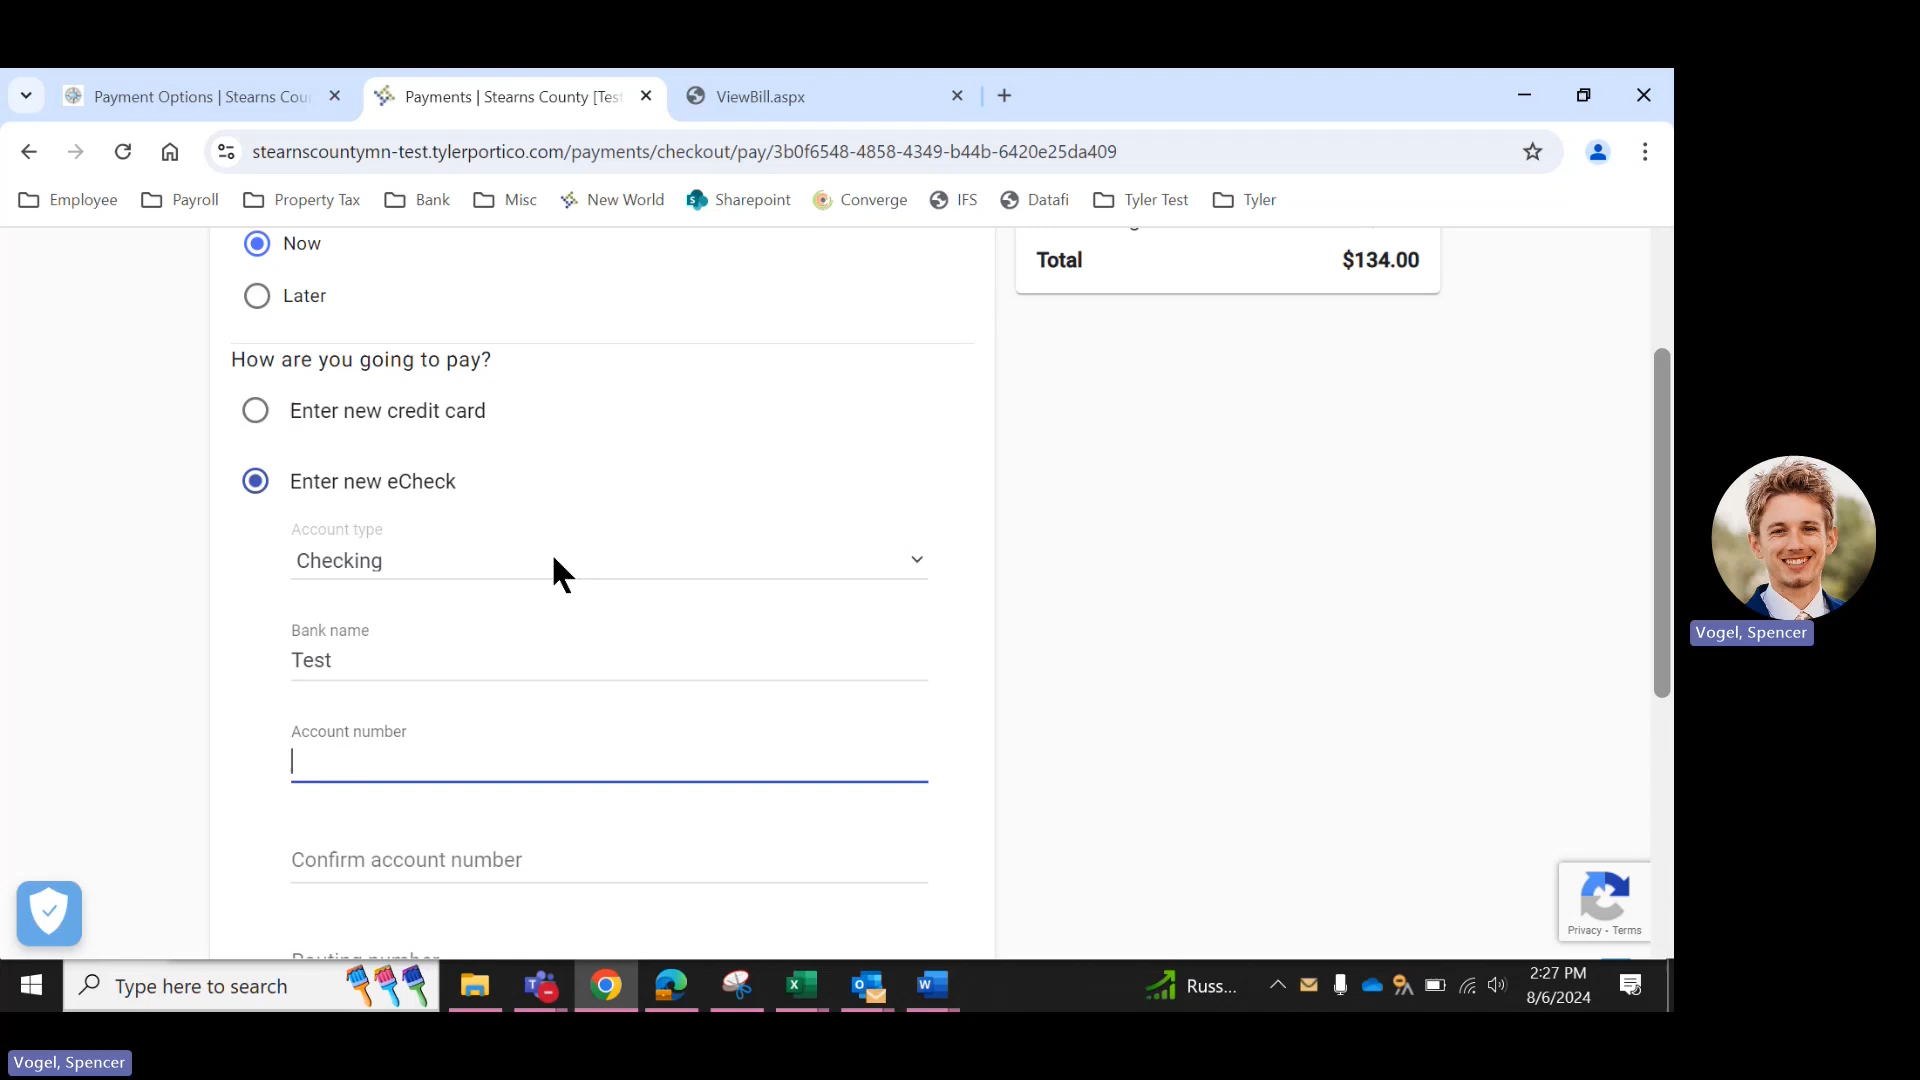 Payment Options | Stearns Cou
Payments | Stearns County [Test
ViewBill.aspx
stearnscountymn-test.tylerportico.com/payments/checkout/pay/3b0f6548-4858-4349-b44b-6420e25da409
Employee
Payroll
Property Tax
Bank
Misc
New World
Sharepoint
Converge
IFS
Datafi
Tyler Test
Tyler
Now
Total
$134.00
Later
How are you going to pay?
Enter new credit card
Enter new eCheck
Account type
Checking
Bank name
Test
Account number
Confirm account number
Routing number
Privacy - Terms
Vogel, Spencer
Type here to search
Russ...
2:27 PM
8/6/2024
Vogel, Spencer